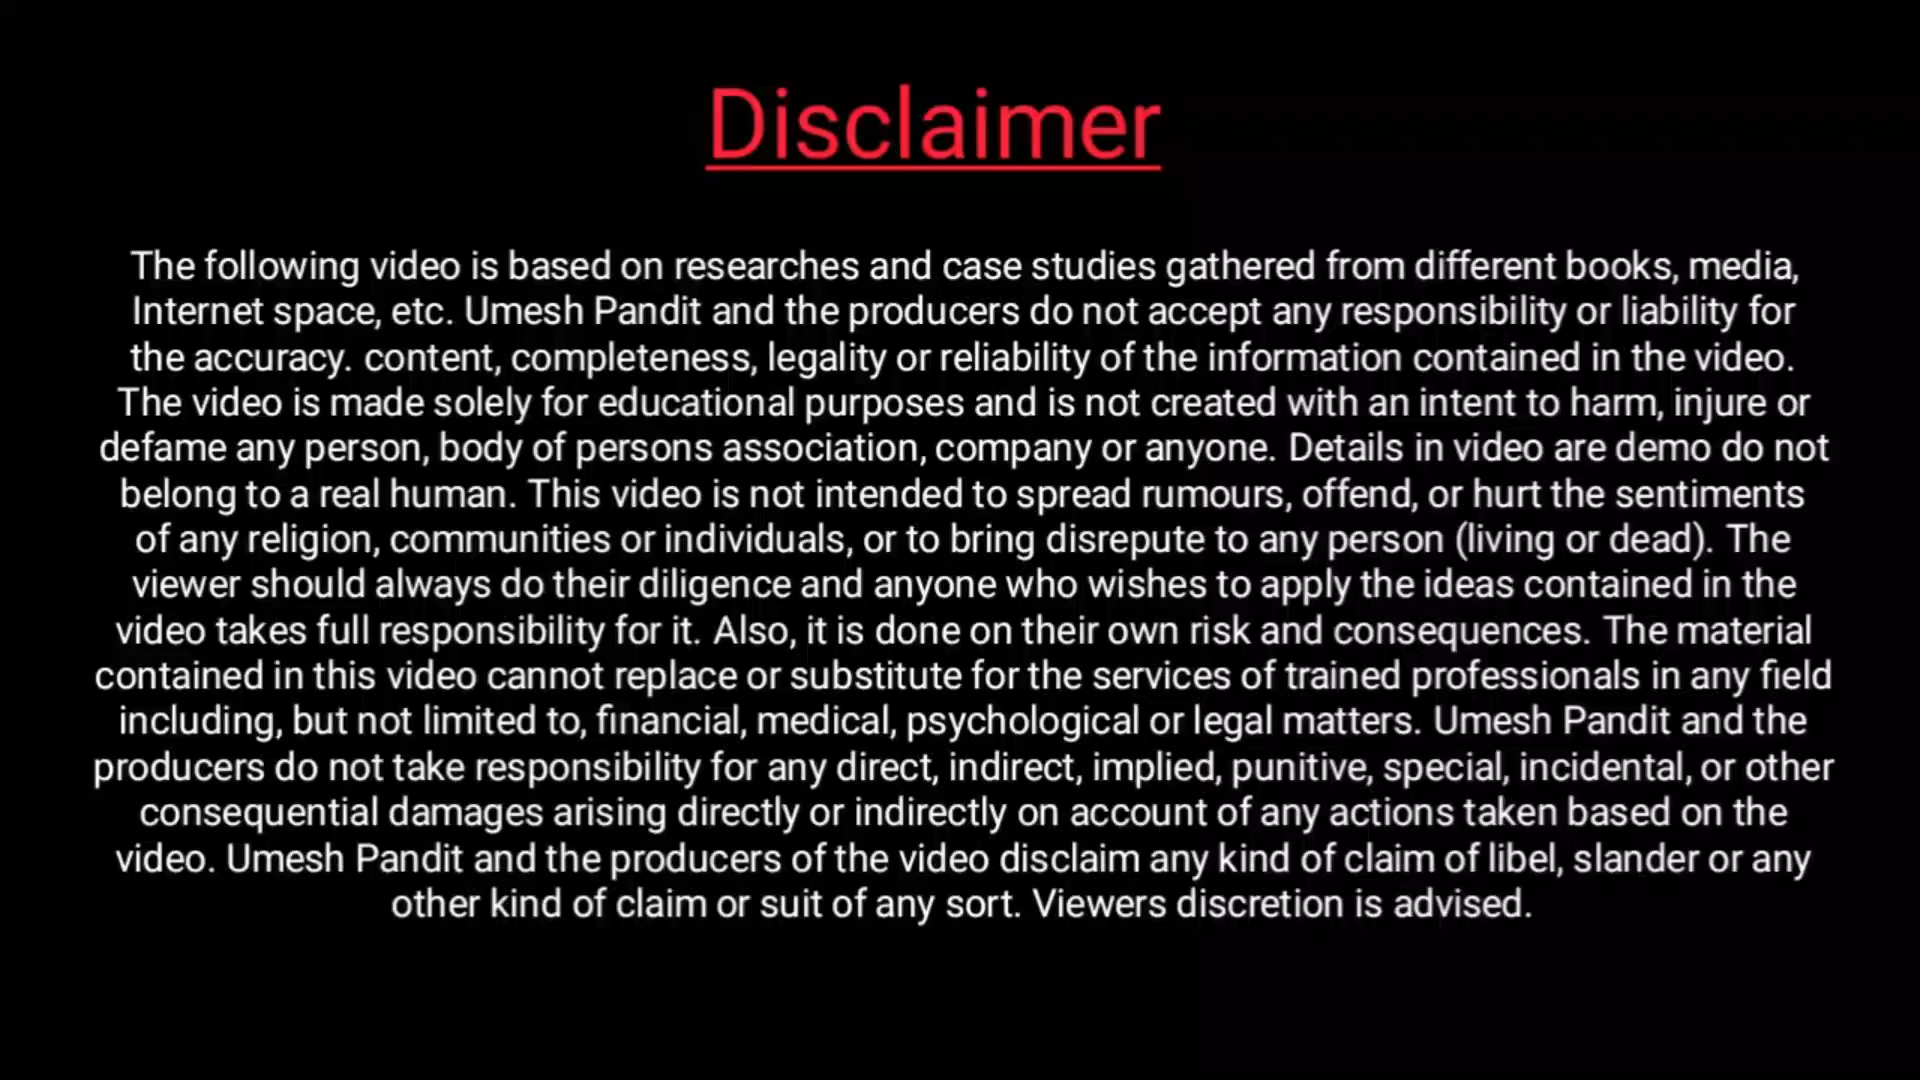 Disclaimer
The following video is based on researches and case studies gathered from different books, media,
Internet space, etc. Umesh Pandit and the producers do not accept any responsibility or liability for
the accuracy. content, completeness, legality or reliability of the information contained in the video.
The video is made solely for educational purposes and is not created with an intent to harm, injure or
defame any person, body of persons association, company or anyone. Details in video are demo do not
belong to a real human. This video is not intended to spread rumours, offend, or hurt the sentiments
of any religion, communities or individuals, or to bring disrepute to any person (living or dead). The
viewer should always do their diligence and anyone who wishes to apply the ideas contained in the
video takes full responsibility for it. Also, it is done on their own risk and consequences. The material
contained in this video cannot replace or substitute for the services of trained professionals in any field
including, but not limited to, financial, medical, psychological or legal matters. Umesh Pandit and the
producers do not take responsibility for any direct, indirect, implied, punitive, special, incidental, or other
consequential damages arising directly or indirectly on account of any actions taken based on the
video. Umesh Pandit and the producers of the video disclaim any kind of claim of libel, slander or any
other kind of claim or suit of any sort. Viewers discretion is advised.